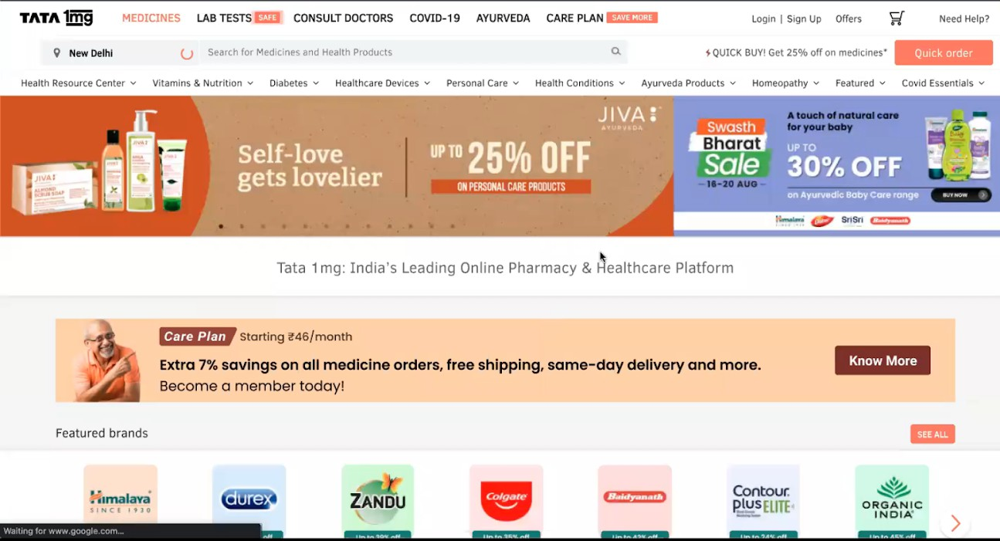 TATA 1mg MEDICINES LAB TESTS SAFE CONSULT DOCTORS COVID-19 AYURVEDA CARE PLAN SAVE MORE Login | Sign Up Offers Need Help?
New Delhi Search for Medicines and Health Products QUICK BUY! Get 25% off on medicines* Quick order
Health Resource Center Vitamins & Nutrition Diabetes Healthcare Devices Personal Care Health Conditions Ayurveda Products Homeopathy Featured Covid Essentials
JIVA
AYURVEDA
Self-love
gets lovelier
UP TO 25% OFF
ON PERSONAL CARE PRODUCTS
JIVA
ALMOND
SCRUB SOAP
Swasth
Bharat
Sale
-16-20 AUG-
A touch of natural care
for your baby
UP TO
30% OFF
on Ayurvedic Baby Care range
BUY NOW
Himalaya Dabur SriSri Baidyanath
Tata 1mg: India's Leading Online Pharmacy & Healthcare Platform
Care Plan Starting ₹46/month
Extra 7% savings on all medicine orders, free shipping, same-day delivery and more.
Become a member today!
Know More
Featured brands
SEE ALL
Himalaya
SINCE 1930
durex
ZANDU
Colgate
Baidyanath
Contour
plus ELITE
ORGANIC
INDIA
Waiting for www.google.com...
off
Up to 39% off
Up to 35% off
Up to 42% off
Up to 24% off
Up to 45% off